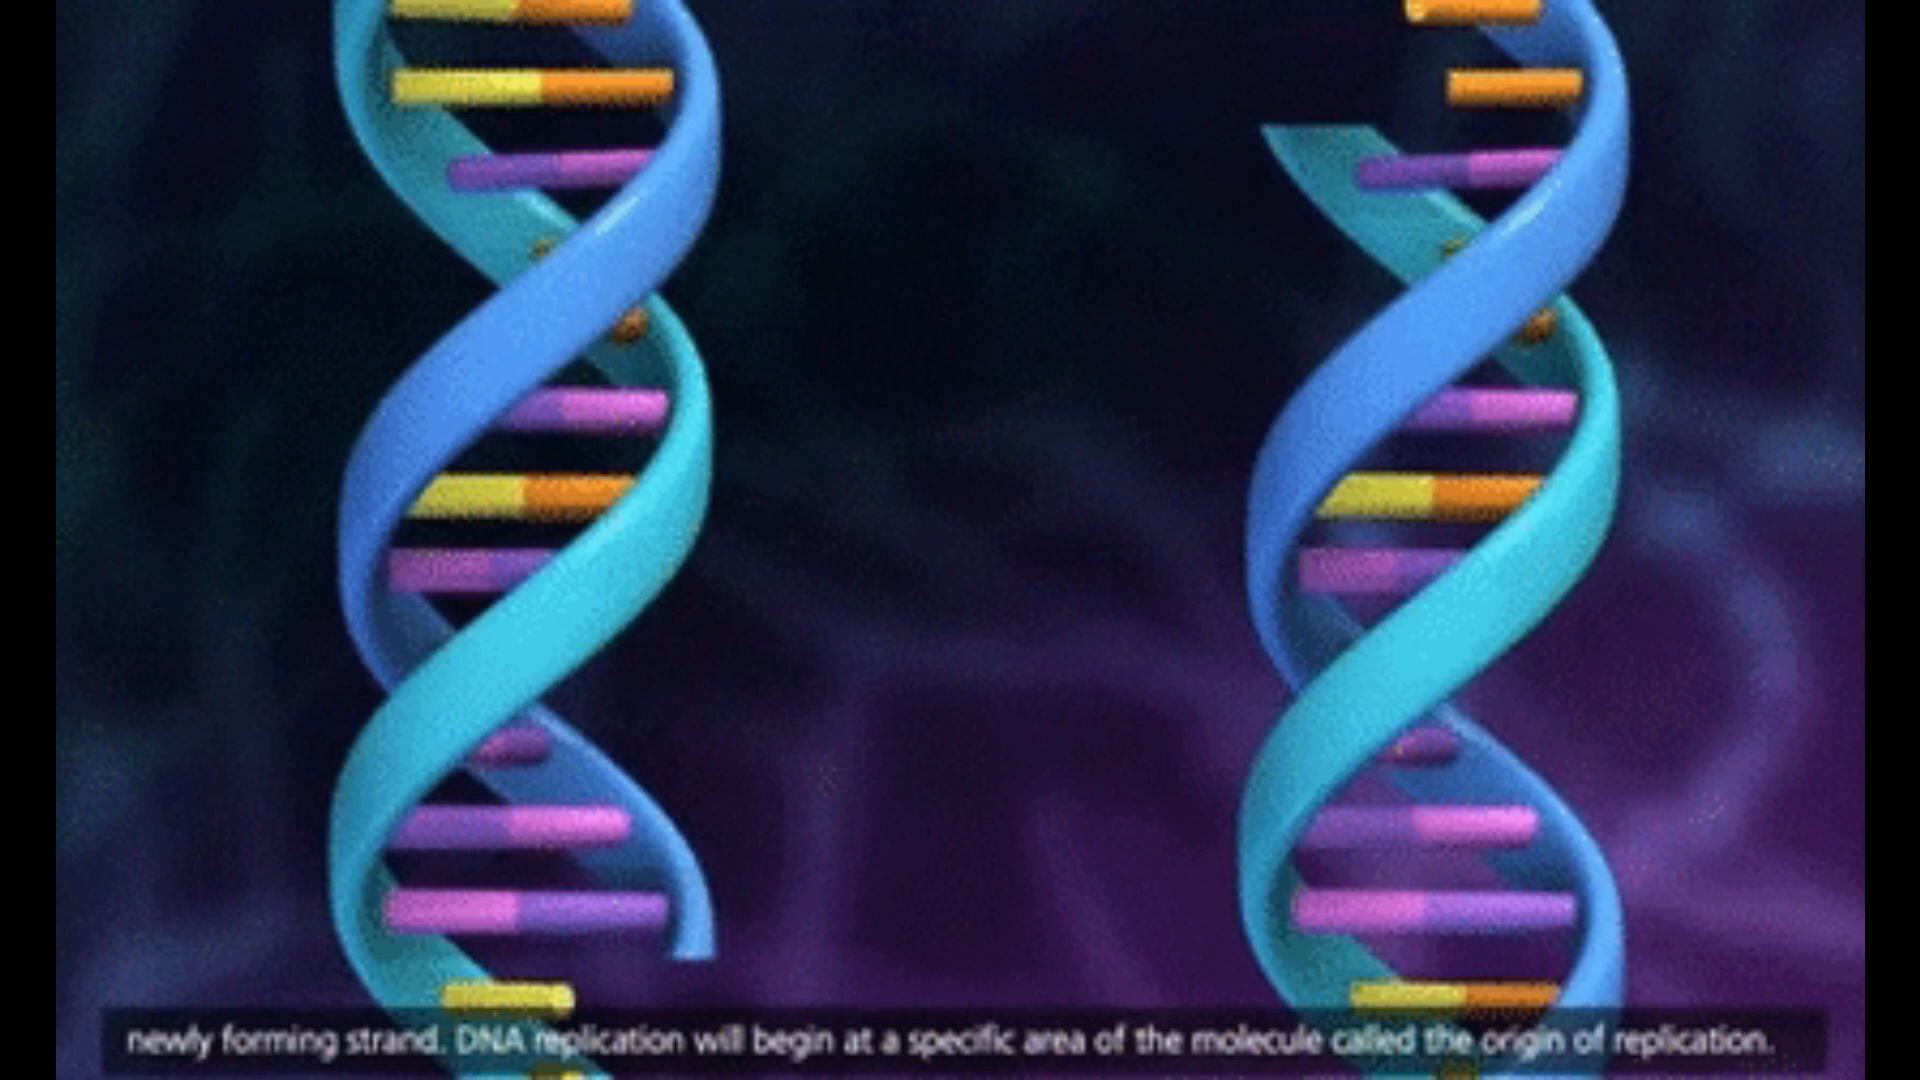 newly forming strand. DNA replication will begin at a specific area of the molecule called the origin of replication.